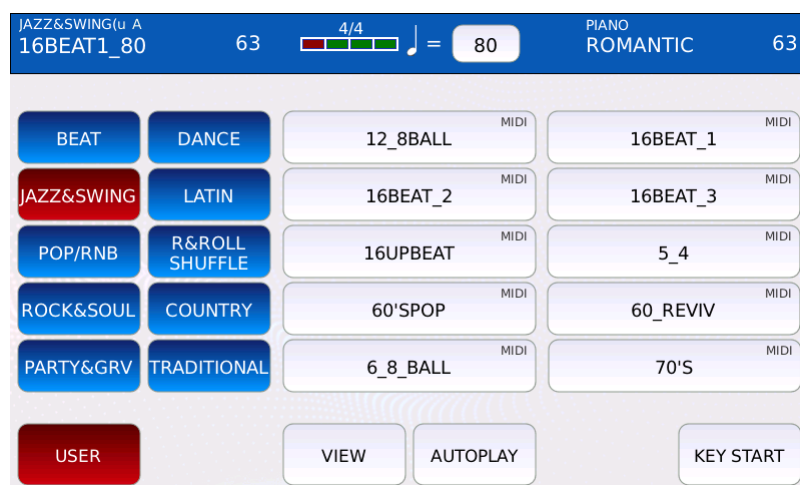 JAZZ&SWING(u A
16BEAT1_80
63
4/4
= 80
PIANO
ROMANTIC
63
BEAT
DANCE
12_8BALL
MIDI
16BEAT_1
MIDI
JAZZ&SWING
LATIN
16BEAT_2
MIDI
16BEAT_3
MIDI
POP/RNB
R&ROLL
SHUFFLE
16UPBEAT
MIDI
5_4
MIDI
ROCK&SOUL
COUNTRY
60'SPOP
MIDI
60_REVIV
MIDI
PARTY&GRV
TRADITIONAL
6_8_BALL
MIDI
70'S
MIDI
USER
VIEW
AUTOPLAY
KEY START